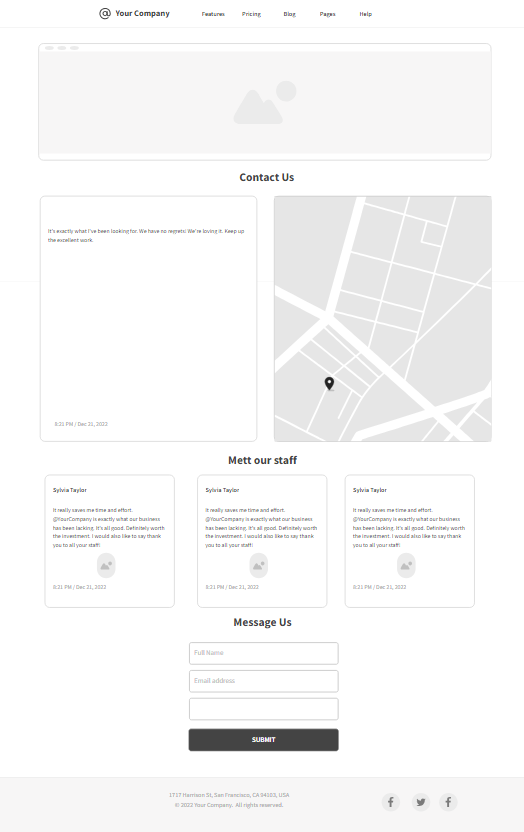 @ Your Company
Features
Pricing
Blog
Pages
Help
Contact Us
It's exactly what I've been looking for. We have no regrets! We're loving it. Keep up
the excellent work
8:21 PM / Dec 21, 2022
Mett our staff
Sylvia Taylor
It really saves me time and effort.
@YourCompany is exactly what our business
has been lacking. It's all good. Definitely worth
the investment. I would also like to say thank
you to all your staff!
8:21 PM / Dec 21, 2022
Sylvia Taylor
It really saves me time and effort.
@YourCompany is exactly what our business
has been lacking. It's all good. Definitely worth
the investment. I would also like to say thank
you to all your staff!
8:21 PM / Dec 21, 2022
Sylvia Taylor
It really saves me time and effort.
@YourCompany is exactly what our business
has been lacking. It's all good. Definitely worth
the investment. I would also like to say thank
you to all your staff!
8:21 PM / Dec 21, 2022
Message Us
Full Name
Email address
SUBMIT
1717 Harrison St, San Francisco, CA 94103, USA
© 2022 Your Company. All rights reserved.